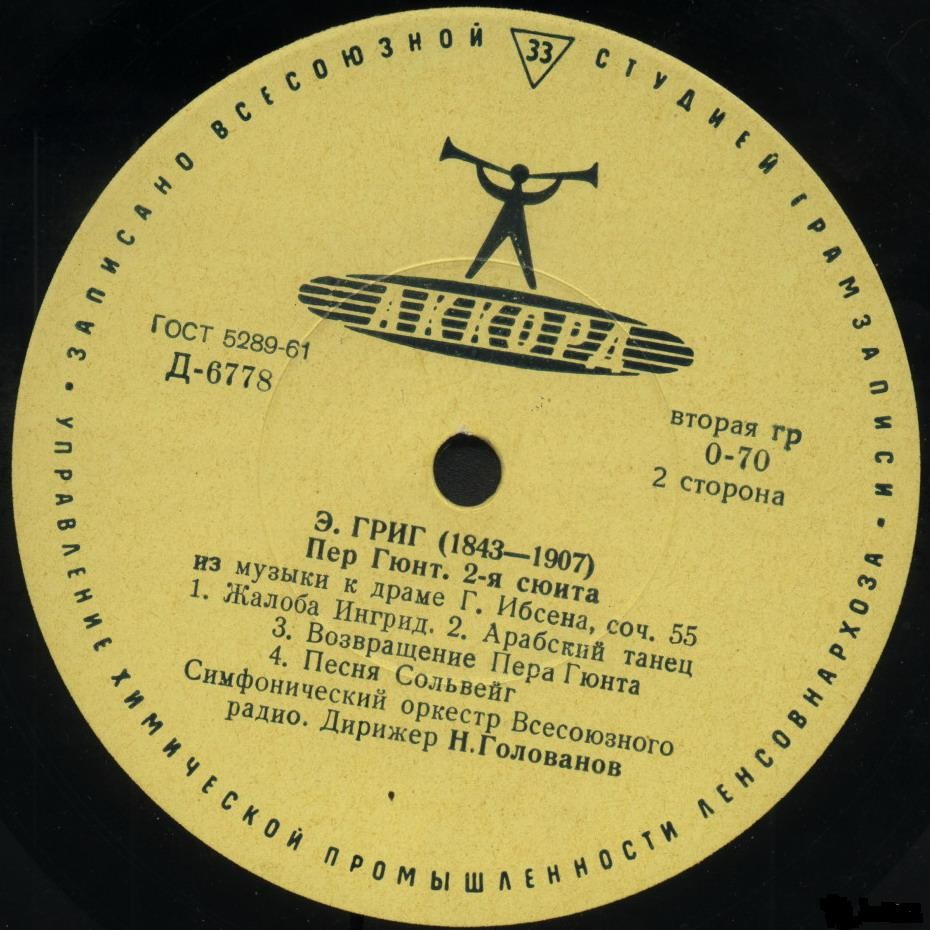 ЗАПИСАНО ВСЕСОЮЗНОЙ 33 СТУДИЕЙ ГРАМЗАПИСИ
АККОРД
ГОСТ 5289-61
Д-6778
вторая гр
0-70
2 сторона
Э. ГРИГ (1843—1907)
Пер Гюнт. 2-я сюита
из музыки к драме Г. Ибсена, соч. 55
1. Жалоба Ингрид. 2. Арабский танец
3. Возвращение Пера Гюнта
4. Песня Сольвейг
Симфонический оркестр Всесоюзного
радио. Дирижер Н. Голованов
• УПРАВЛЕНИЕ ХИМИЧЕСКОЙ ПРОМЫШЛЕННОСТИ ЛЕНСОВНАРХОЗА •